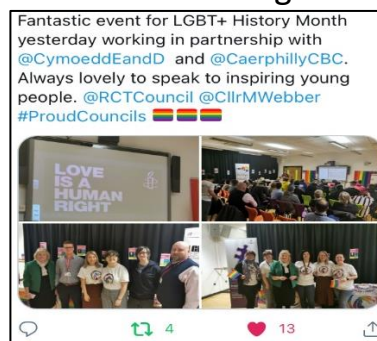 Fantastic event for LGBT+ History Month
yesterday working in partnership with
@CymoeddEandD and @CaerphillyCBC.
Always lovely to speak to inspiring young
people. @RCTCouncil @CllrMWebber
#ProudCouncils 🏳️‍🌈🏳️‍🌈🏳️‍🌈
LOVE
IS A
HUMAN
RIGHT
4
13